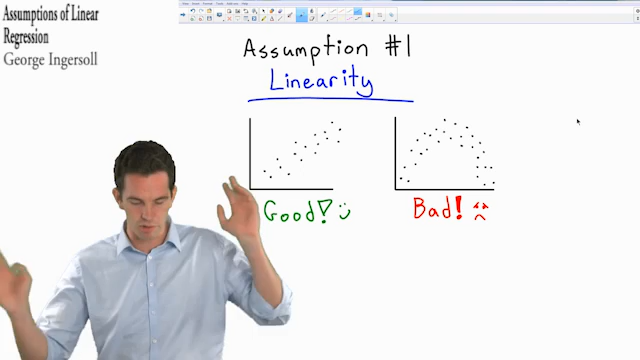 Assumptions of Linear
Regression
George Ingersoll
Assumption #1
Linearity
Good! :)
Bad!